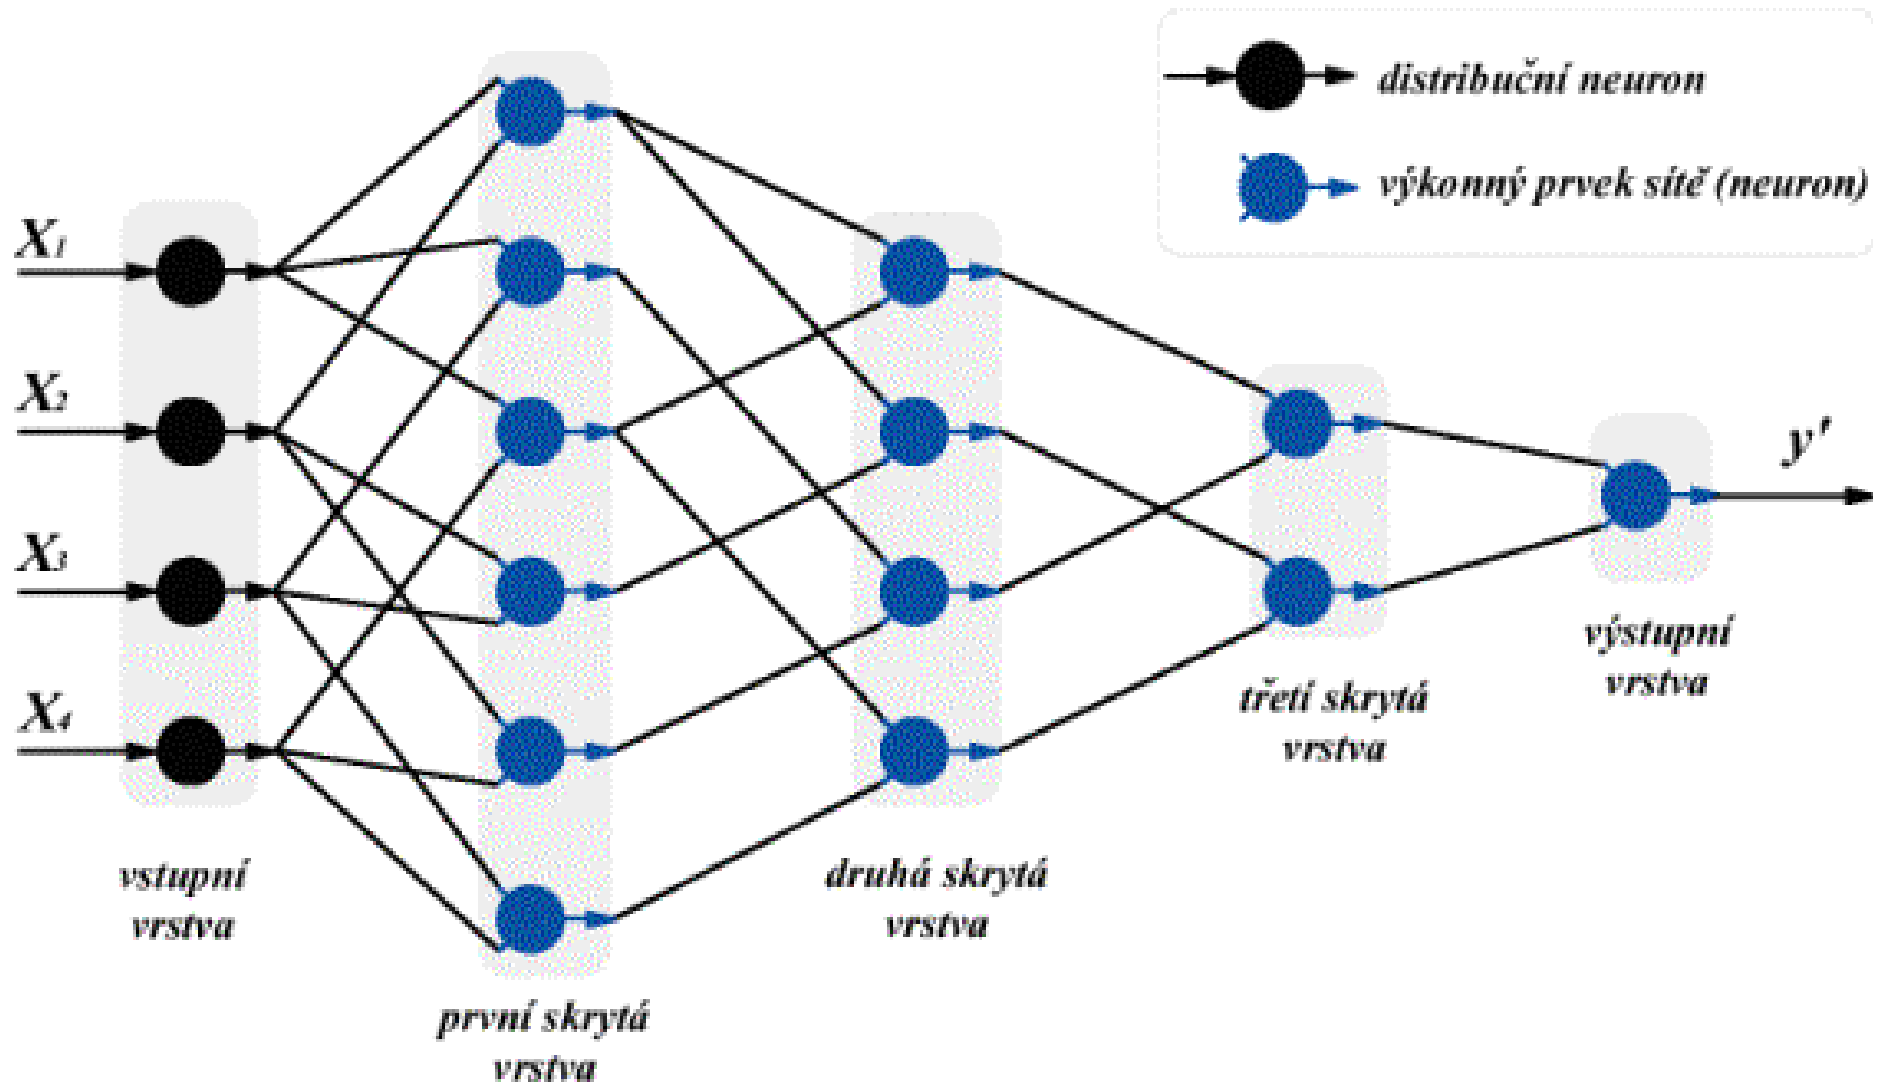 distribuční neuron
výkonný prvek sítě (neuron)
X1
X2
X3
X4
y'
vstupní
vrstva
první skrytá
vrstva
druhá skrytá
vrstva
třetí skrytá
vrstva
výstupní
vrstva